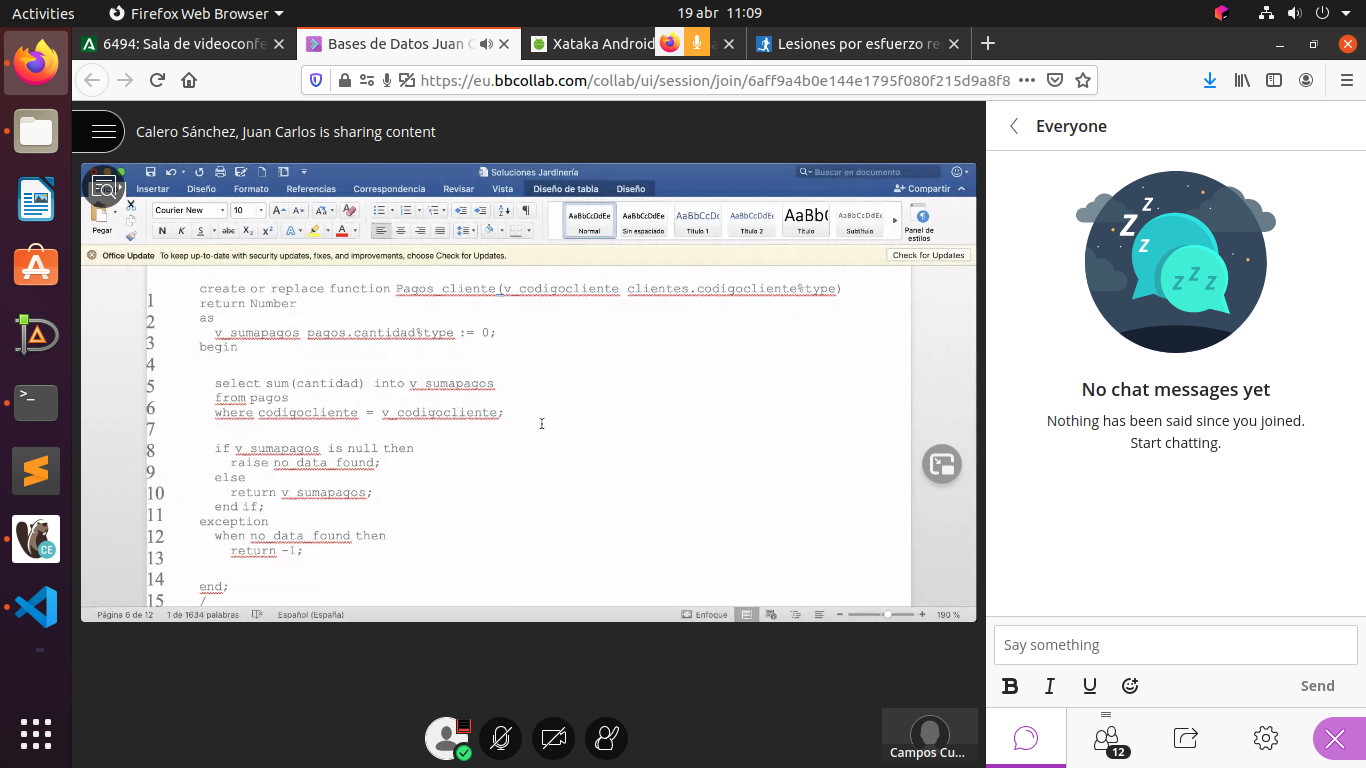 Activities
Firefox Web Browser
19 abr 11:09
6494: Sala de videoconfe
Bases de Datos Juan C
Xataka Android
Lesiones por esfuerzo re
https://eu.bbcollab.com/collab/ui/session/join/6aff9a4b0e144e1795f080f215d9a8f8
Calero Sánchez, Juan Carlos is sharing content
Everyone
Soluciones Jardinería
Buscar en documento
Insertar Diseño Formato Referencias Correspondencia Revisar Vista Diseño de tabla Diseño
Compartir
Pegar
Courier New 10
N K S abc X2 X2
AaBbCcDdEe AaBbCcDdEe AaBbCcDc AaBbCcDdEe AaBb( AaBbCcDdEe
Normal Sin espaciado Título 1 Título 2 Título Subtítulo
Panel de estilos
Office Update To keep up-to-date with security updates, fixes, and improvements, choose Check for Updates.
Check for Updates
create or replace function Pagos_cliente(v_codigocliente clientes.codigocliente%type)
1
return Number
2
as
3
v_sumapagos pagos.cantidad%type := 0;
begin
4
5
select sum(cantidad) into v_sumapagos
from pagos
6
where codigocliente = v_codigocliente;
7
8
if v_sumapagos is null then
raise no_data_found;
9
else
10
return v_sumapagos;
end if;
11
exception
12
when no_data_found then
13
return -1;
14
end;
15
/
Página 6 de 12 1 de 1634 palabras Español (España)
Enfoque
190 %
z z z
z z z
No chat messages yet
Nothing has been said since you joined.
Start chatting.
Say something
B I U
Send
Campos Cu...
12
CE